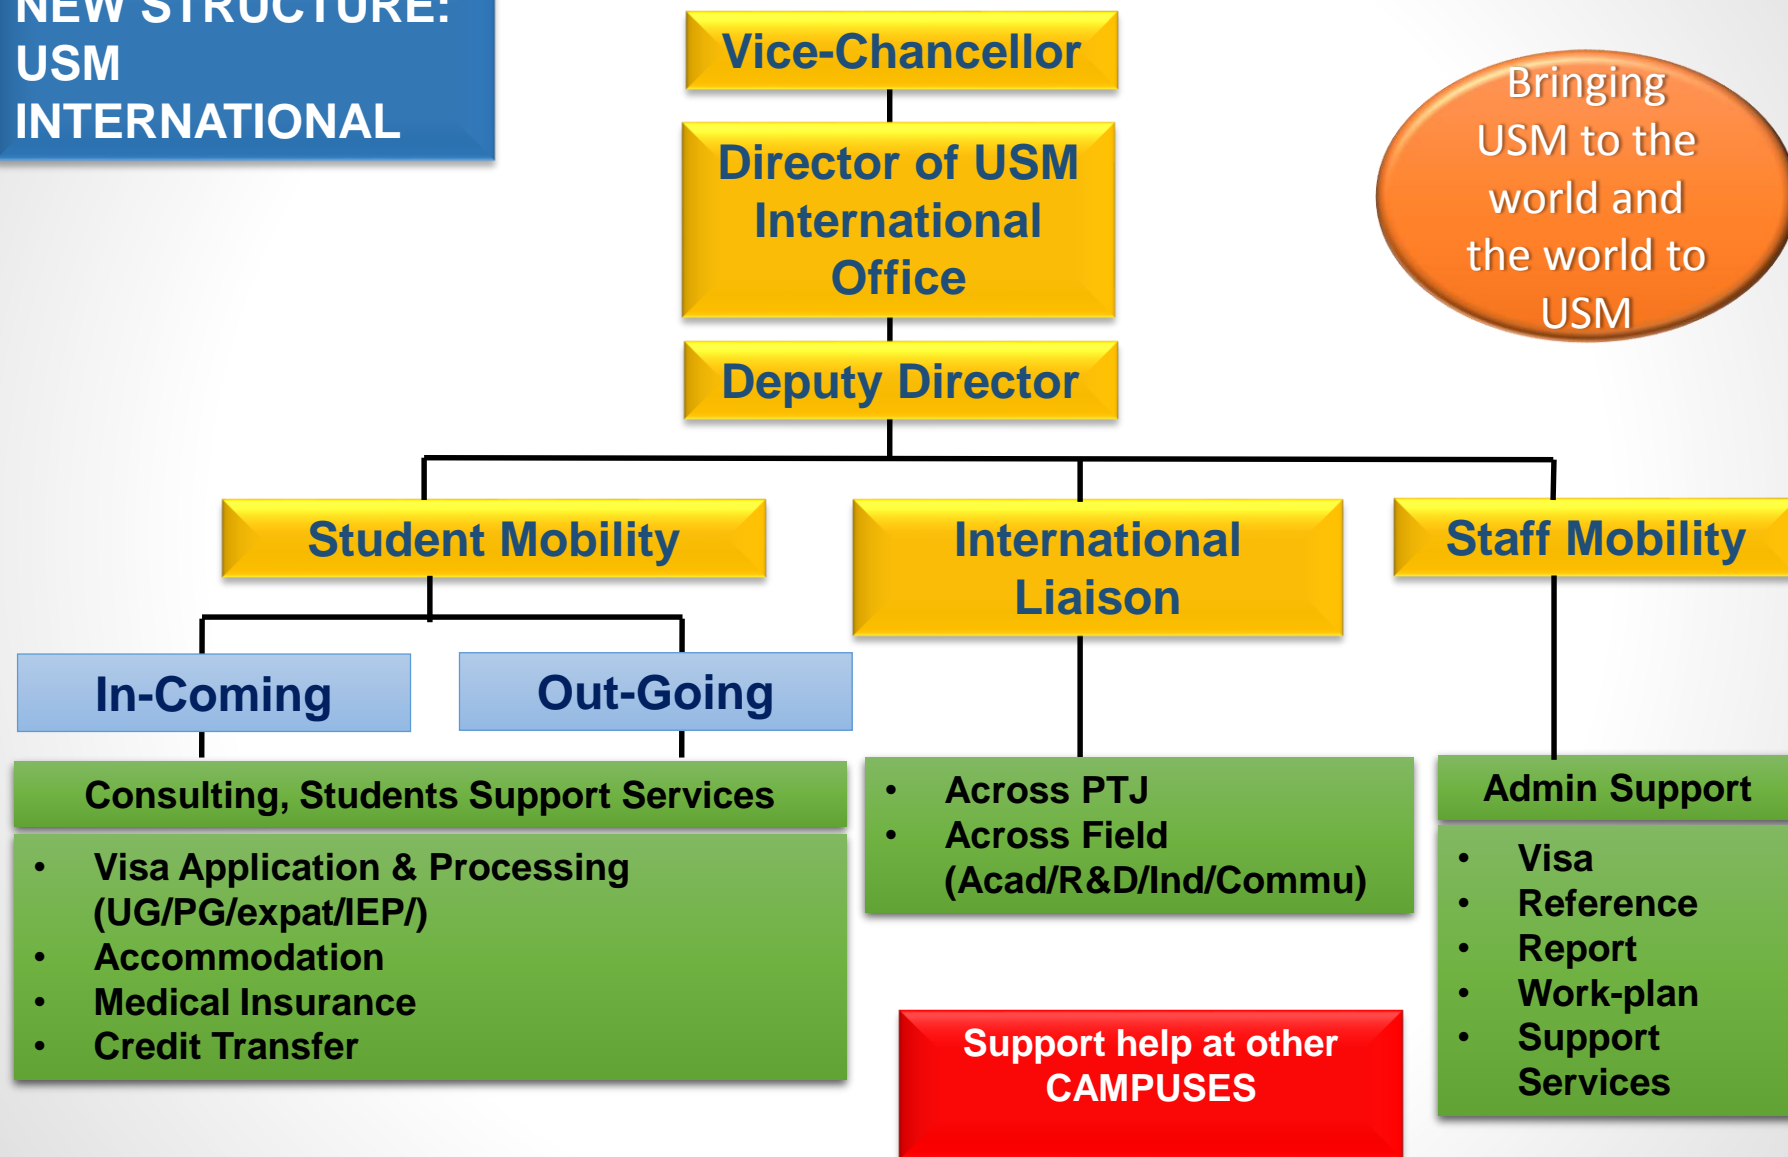 NEW STRUCTURE:
USM
INTERNATIONAL
Vice-Chancellor
Director of USM
International
Office
Deputy Director
Bringing
USM to the
world and
the world to
USM
Student Mobility
International
Liaison
Staff Mobility
In-Coming
Out-Going
Consulting, Students Support Services
• Visa Application & Processing
(UG/PG/expat/IEP/)
• Accommodation
• Medical Insurance
• Credit Transfer
• Across PTJ
• Across Field
(Acad/R&D/Ind/Commu)
Admin Support
• Visa
• Reference
• Report
• Work-plan
• Support
Services
Support help at other
CAMPUSES